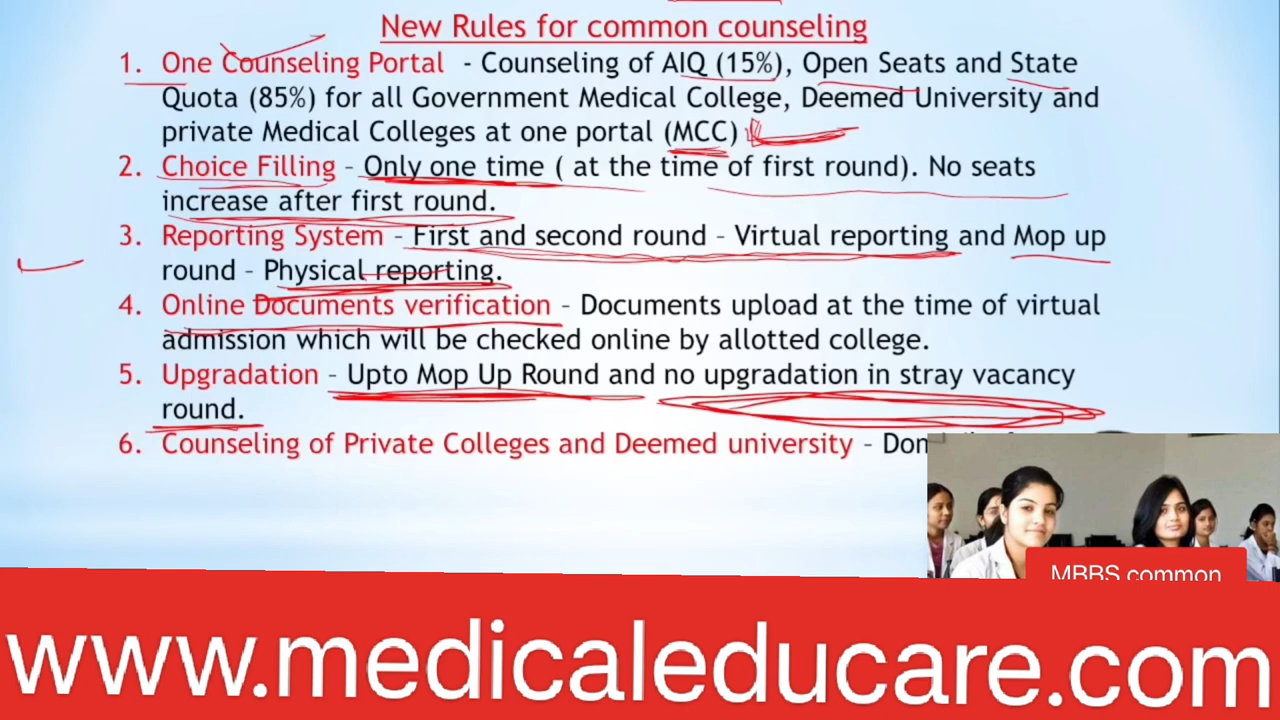 New Rules for common counseling
1. One Counseling Portal - Counseling of AIQ (15%), Open Seats and State
Quota (85%) for all Government Medical College, Deemed University and
private Medical Colleges at one portal (MCC)
2. Choice Filling – Only one time ( at the time of first round). No seats
increase after first round.
3. Reporting System – First and second round – Virtual reporting and Mop up
round – Physical reporting.
4. Online Documents verification – Documents upload at the time of virtual
admission which will be checked online by allotted college.
5. Upgradation – Upto Mop Up Round and no upgradation in stray vacancy
round.
6. Counseling of Private Colleges and Deemed university –
MBBS common
www.medicaleducare.com